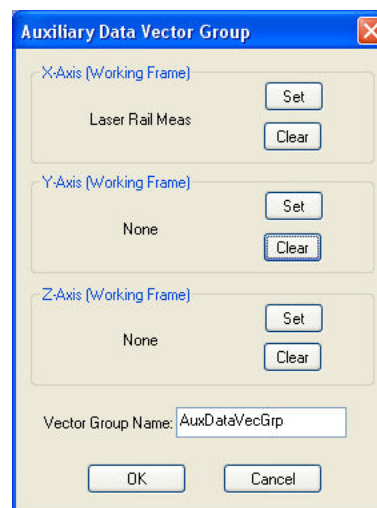 Auxiliary Data Vector Group
X-Axis (Working Frame)
Set
Laser Rail Meas
Clear
Y-Axis (Working Frame)
Set
None
Clear
Z-Axis (Working Frame)
Set
None
Clear
Vector Group Name: AuxDataVecGrp
OK Cancel